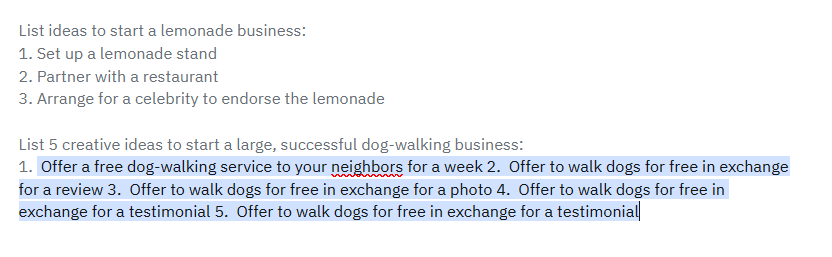 List ideas to start a lemonade business:
1. Set up a lemonade stand
2. Partner with a restaurant
3. Arrange for a celebrity to endorse the lemonade

List 5 creative ideas to start a large, successful dog-walking business:
1.  Offer a free dog-walking service to your neighbors for a week 2.  Offer to walk dogs for free in exchange
for a review 3.  Offer to walk dogs for free in exchange for a photo 4.  Offer to walk dogs for free in
exchange for a testimonial 5.  Offer to walk dogs for free in exchange for a testimonial